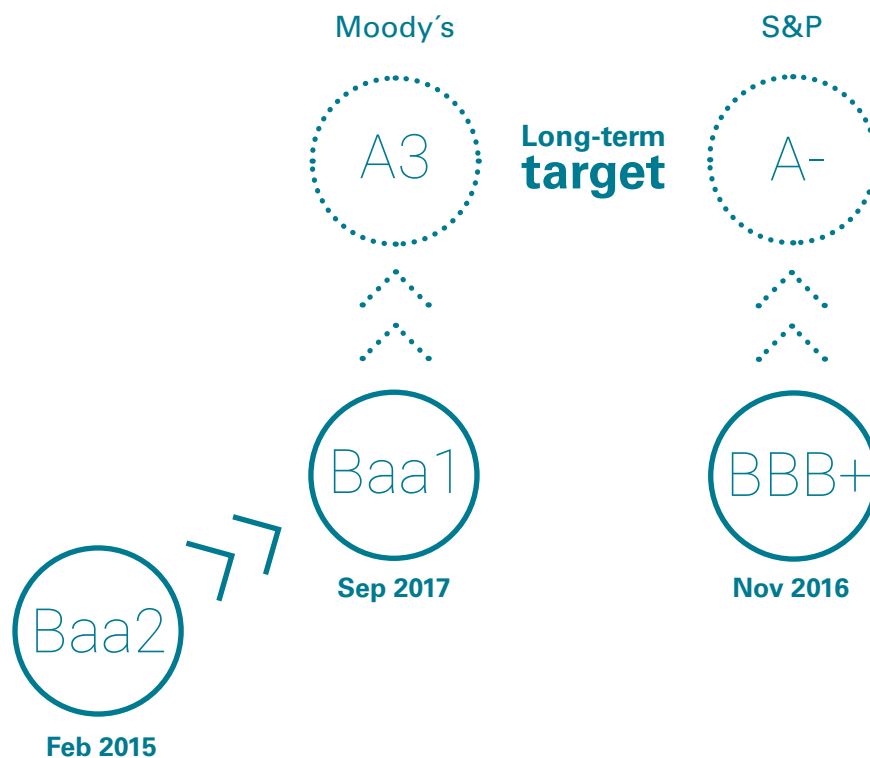 Moody´s
S&P
A3
Long-term
target
A-
Baa1
BBB+
Sep 2017
Nov 2016
Baa2
Feb 2015